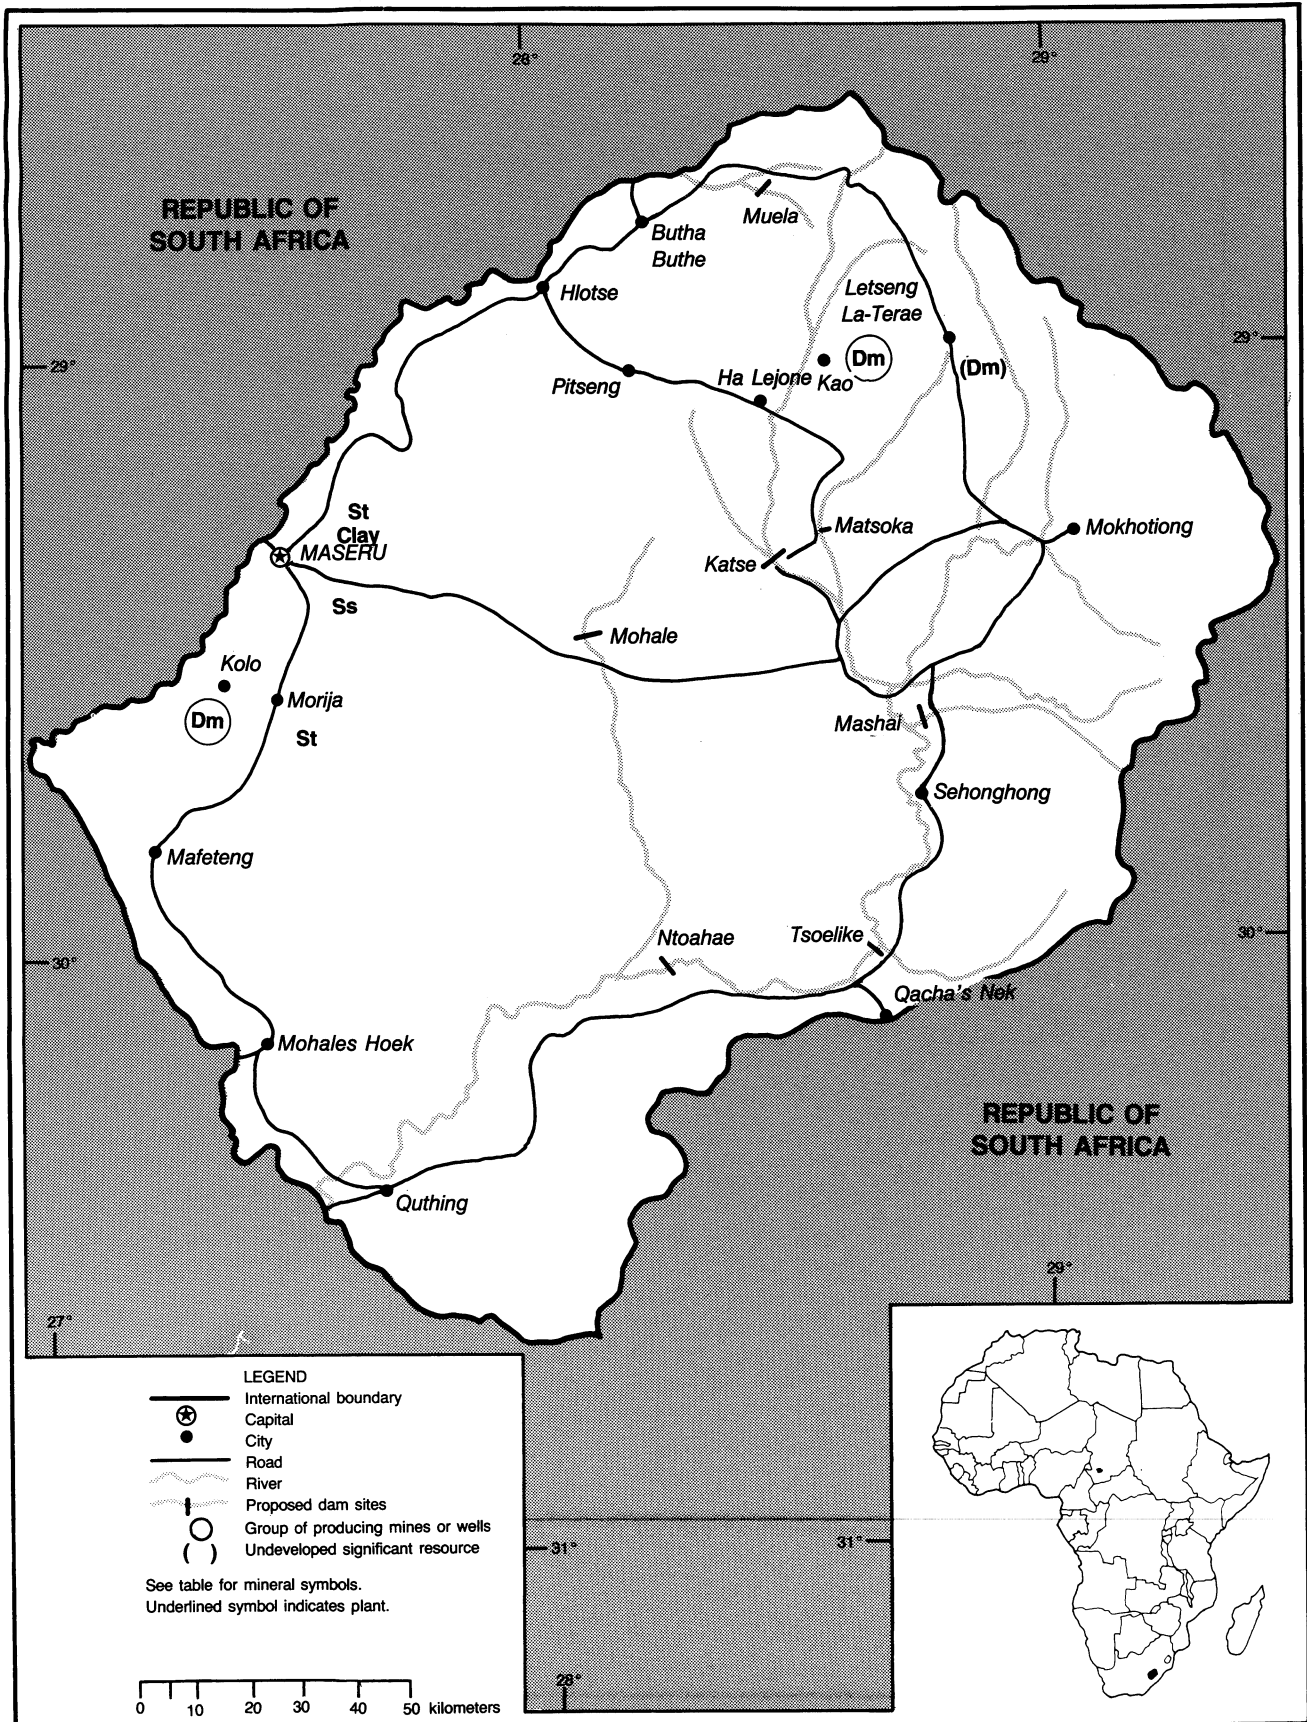 28°
29°
REPUBLIC OF
SOUTH AFRICA
Muela
Butha
Buthe
Hlotse
Letseng
La-Terae
29°
29°
Dm
(Dm)
Pitseng
Ha Lejone
Kao
St
Clay
MASERU
Matsoka
Mokhotiong
Katse
Ss
Mohale
Kolo
Morija
Dm
St
Mashai
Sehonghong
Mafeteng
Ntoahae
Tsoelike
30°
30°
Qacha's Nek
Mohales Hoek
REPUBLIC OF
SOUTH AFRICA
Quthing
29°
27°
LEGEND
International boundary
Capital
City
Road
River
Proposed dam sites
Group of producing mines or wells
( ) Undeveloped significant resource
31°
31°
See table for mineral symbols.
Underlined symbol indicates plant.
28°
0 10 20 30 40 50 kilometers